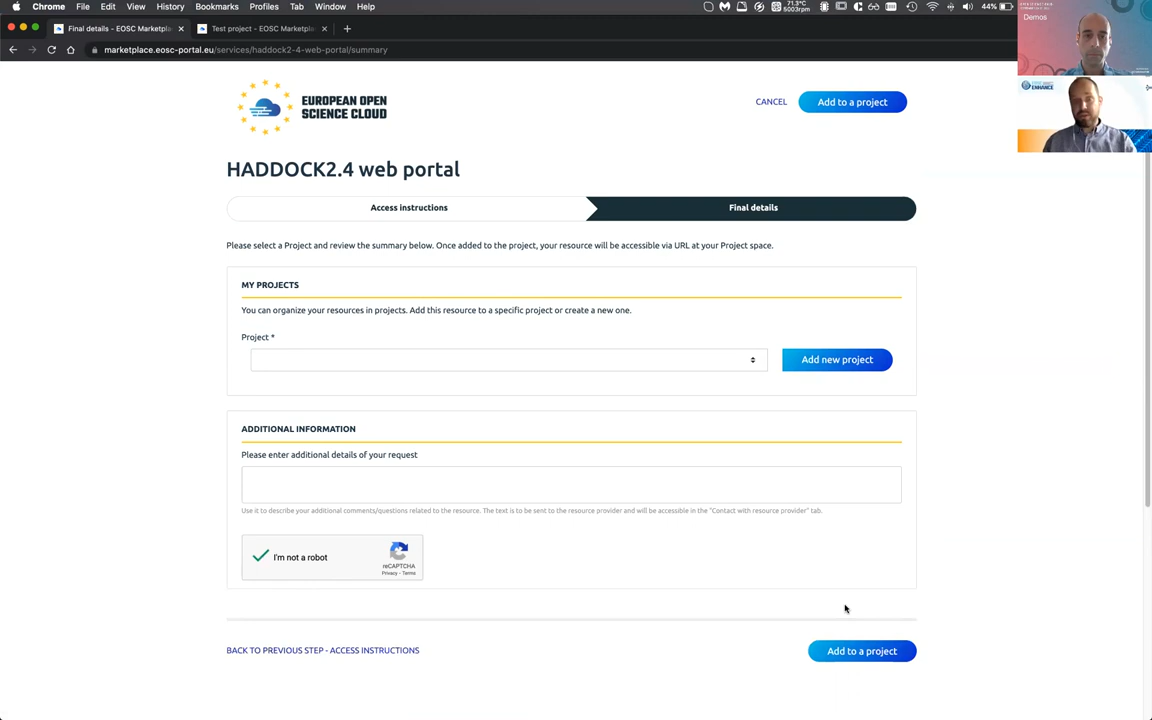 Chrome File Edit View History Bookmarks Profiles Tab Window Help
71.3°C
5003rpm
44%
Final details - EOSC Marketpl
Test project - EOSC Marketpl
marketplace.eosc-portal.eu/services/haddock2-4-web-portal/summary
Demos
ENHANCE
EUROPEAN OPEN
SCIENCE CLOUD
CANCEL
Add to a project
HADDOCK2.4 web portal
Access instructions
Final details
Please select a Project and review the summary below. Once added to the project, your resource will be accessible via URL at your Project space.
MY PROJECTS
You can organize your resources in projects. Add this resource to a specific project or create a new one.
Project *
Add new project
ADDITIONAL INFORMATION
Please enter additional details of your request
Use it to describe your additional comments/questions related to the resource. The text is to be sent to the resource provider and will be accessible in the "Contact with resource provider" tab.
I'm not a robot
reCAPTCHA
Privacy - Terms
BACK TO PREVIOUS STEP - ACCESS INSTRUCTIONS
Add to a project